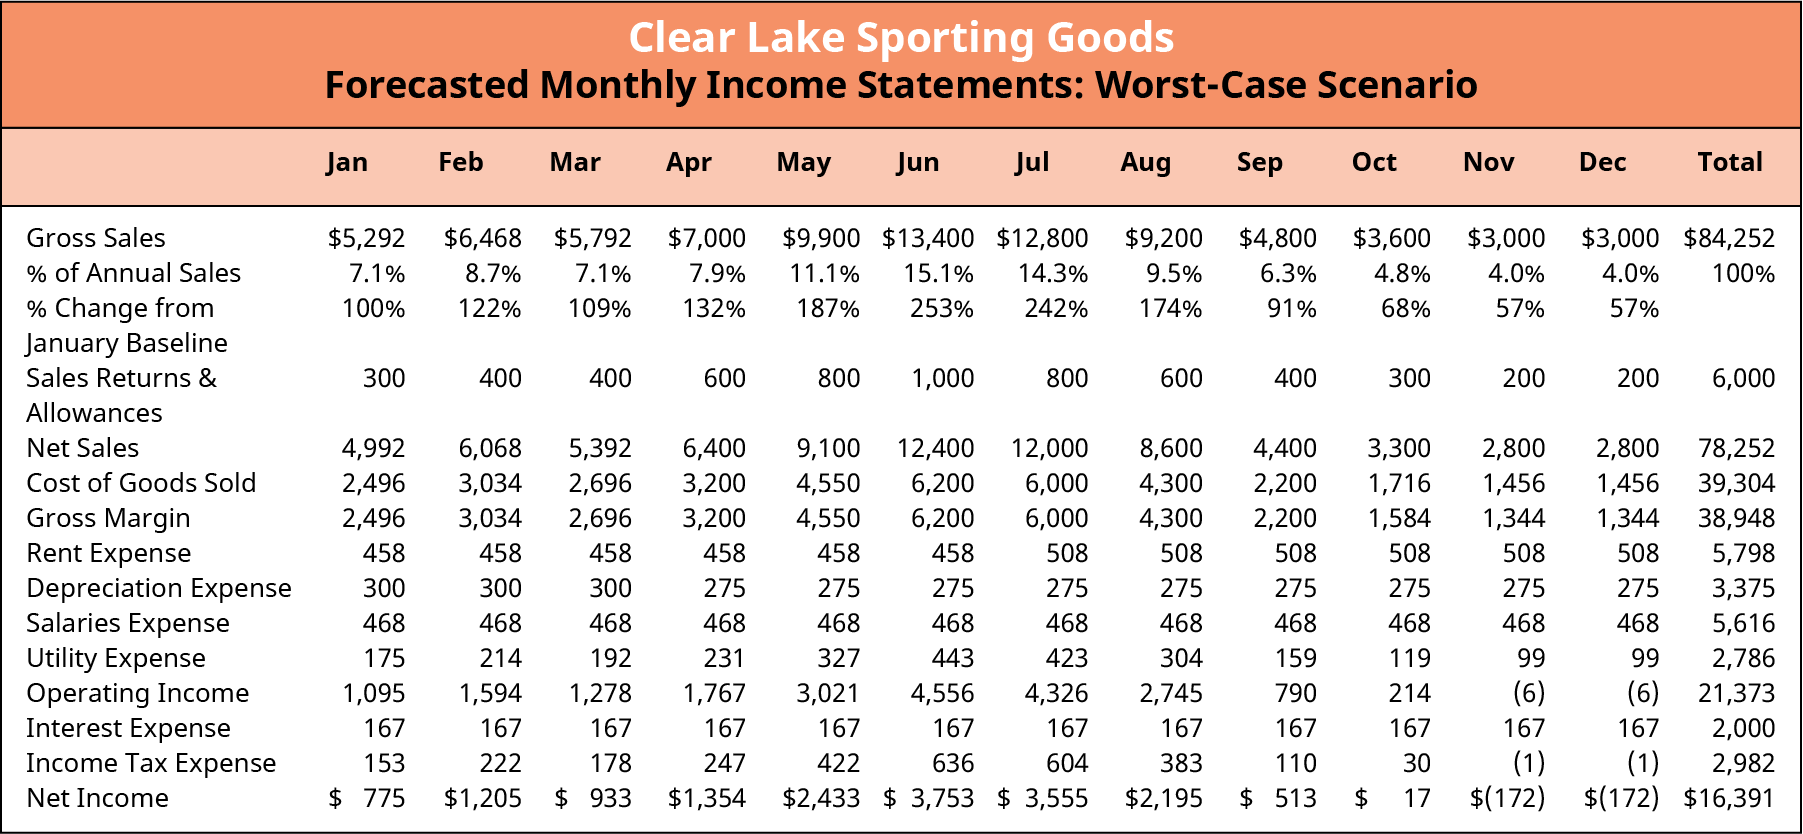 Clear Lake Sporting Goods
Forecasted Monthly Income Statements: Worst-Case Scenario
Jan Feb Mar Apr May Jun Jul Aug Sep Oct Nov Dec Total
Gross Sales $5,292 $6,468 $5,792 $7,000 $9,900 $13,400 $12,800 $9,200 $4,800 $3,600 $3,000 $3,000 $84,252
% of Annual Sales 7.1% 8.7% 7.1% 7.9% 11.1% 15.1% 14.3% 9.5% 6.3% 4.8% 4.0% 4.0% 100%
% Change from 100% 122% 109% 132% 187% 253% 242% 174% 91% 68% 57% 57%
January Baseline
Sales Returns & 300 400 400 600 800 1,000 800 600 400 300 200 200 6,000
Allowances
Net Sales 4,992 6,068 5,392 6,400 9,100 12,400 12,000 8,600 4,400 3,300 2,800 2,800 78,252
Cost of Goods Sold 2,496 3,034 2,696 3,200 4,550 6,200 6,000 4,300 2,200 1,716 1,456 1,456 39,304
Gross Margin 2,496 3,034 2,696 3,200 4,550 6,200 6,000 4,300 2,200 1,584 1,344 1,344 38,948
Rent Expense 458 458 458 458 458 458 508 508 508 508 508 508 5,798
Depreciation Expense 300 300 300 275 275 275 275 275 275 275 275 275 3,375
Salaries Expense 468 468 468 468 468 468 468 468 468 468 468 468 5,616
Utility Expense 175 214 192 231 327 443 423 304 159 119 99 99 2,786
Operating Income 1,095 1,594 1,278 1,767 3,021 4,556 4,326 2,745 790 214 (6) (6) 21,373
Interest Expense 167 167 167 167 167 167 167 167 167 167 167 167 2,000
Income Tax Expense 153 222 178 247 422 636 604 383 110 30 (1) (1) 2,982
Net Income $ 775 $1,205 $ 933 $1,354 $2,433 $ 3,753 $ 3,555 $2,195 $ 513 $ 17 $(172) $(172) $16,391